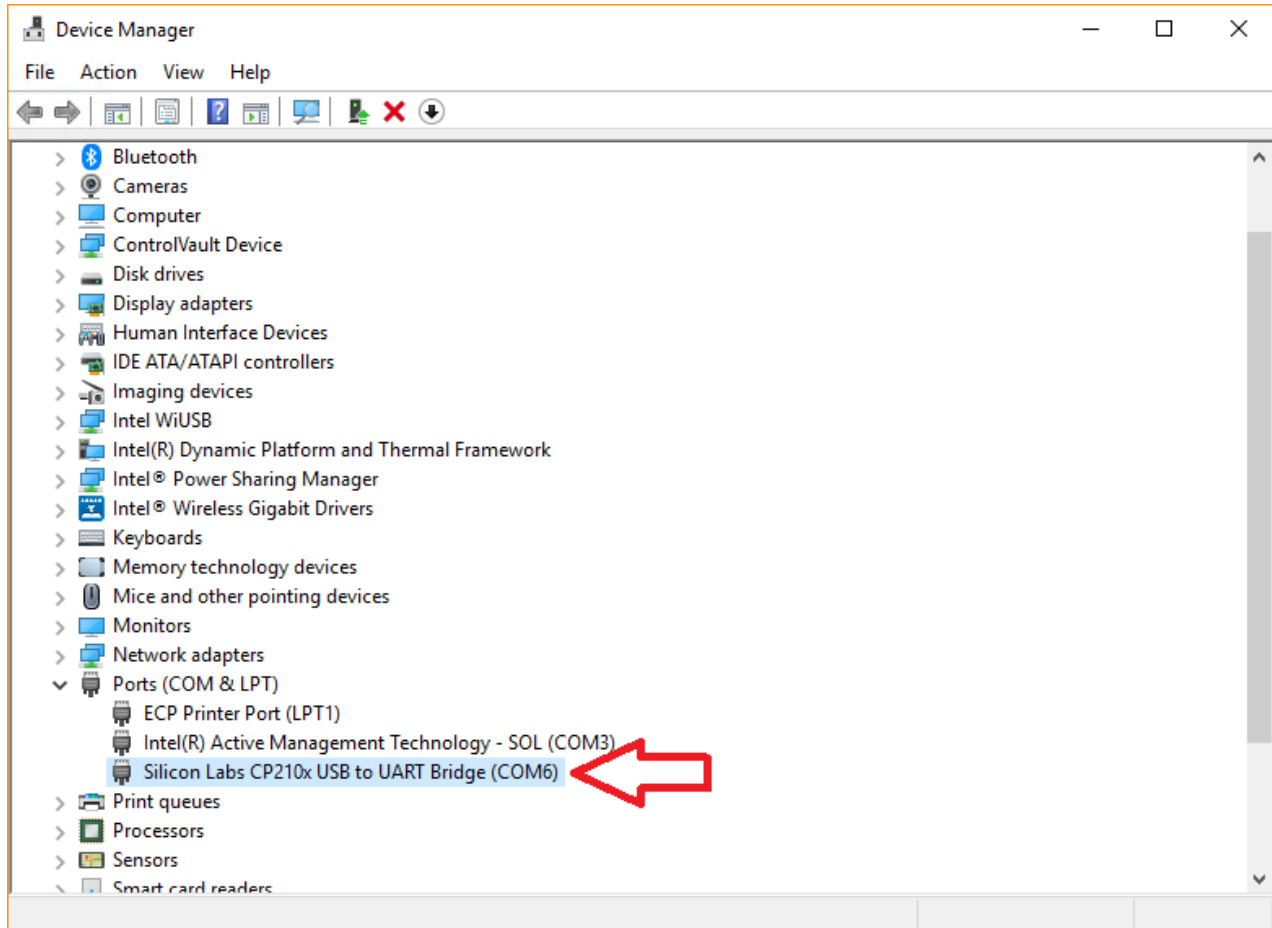 Device Manager
File Action View Help
Bluetooth
Cameras
Computer
ControlVault Device
Disk drives
Display adapters
Human Interface Devices
IDE ATA/ATAPI controllers
Imaging devices
Intel WiUSB
Intel(R) Dynamic Platform and Thermal Framework
Intel® Power Sharing Manager
Intel® Wireless Gigabit Drivers
Keyboards
Memory technology devices
Mice and other pointing devices
Monitors
Network adapters
Ports (COM & LPT)
ECP Printer Port (LPT1)
Intel(R) Active Management Technology - SOL (COM3)
Silicon Labs CP210x USB to UART Bridge (COM6)
Print queues
Processors
Sensors
Smart card readers